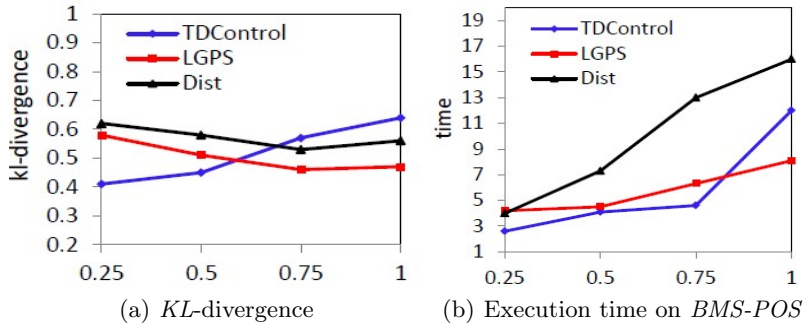 1
0.9
0.8
0.7
0.6
0.5
0.4
0.3
0.2
kl-divergence
TDControl
LGPS
Dist
0.25 0.5 0.75 1
(a) KL-divergence
19
17
15
13
11
9
7
5
3
1
time
TDControl
LGPS
Dist
0.25 0.5 0.75 1
(b) Execution time on BMS-POS